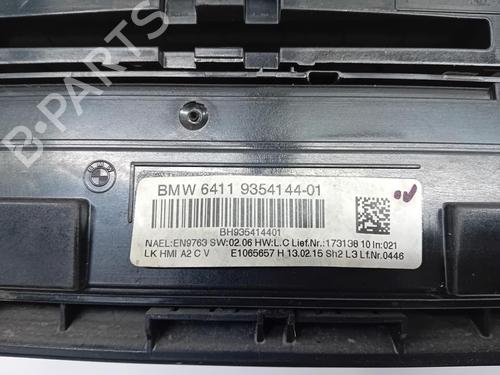 B-PARTS
BMW
BMW 6411 9354144-01
BH935414401
NAEL:EN9763 SW:02.06 HW:L.C Lief.Nr.:173138 10 In:021
LK HMI A2 C V E1065657 H 13.02.15 Sh2 L3 Lf.Nr.0446